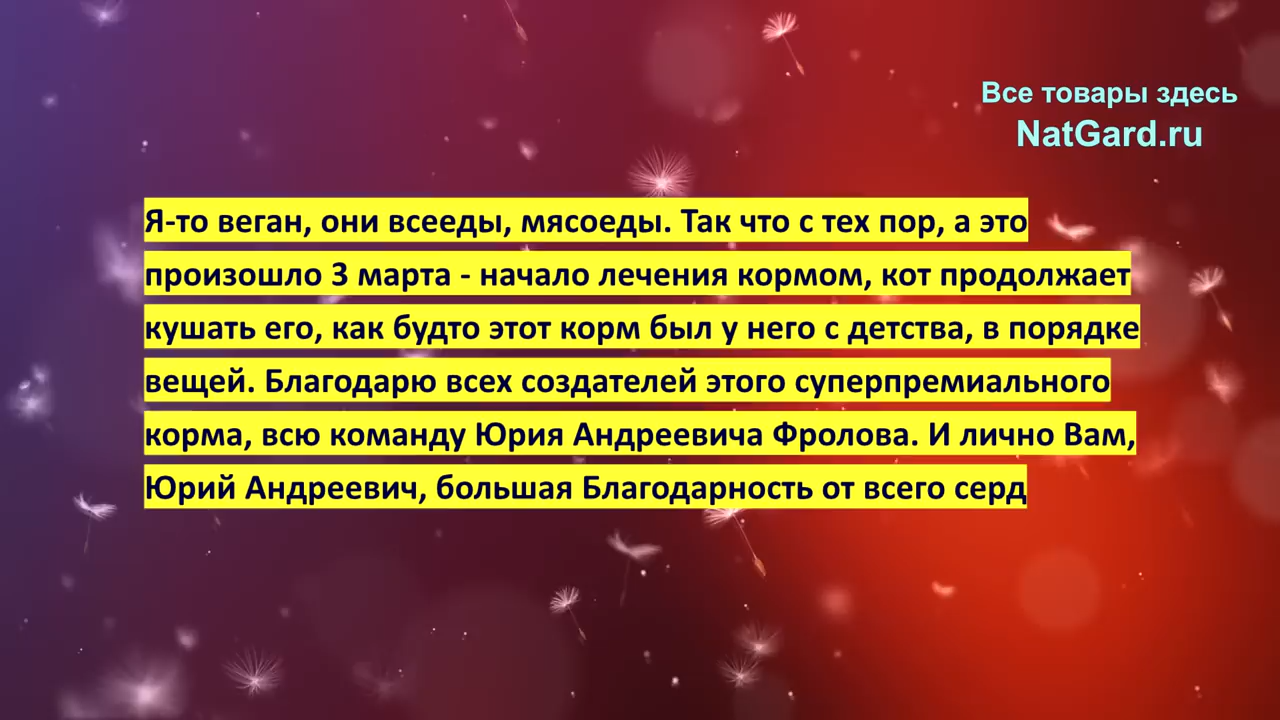 Все товары здесь
NatGard.ru
Я-то веган, они всееды, мясоеды. Так что с тех пор, а это
произошло 3 марта - начало лечения кормом, кот продолжает
кушать его, как будто этот корм был у него с детства, в порядке
вещей. Благодарю всех создателей этого суперпремиального
корма, всю команду Юрия Андреевича Фролова. И лично Вам,
Юрий Андреевич, большая Благодарность от всего серд